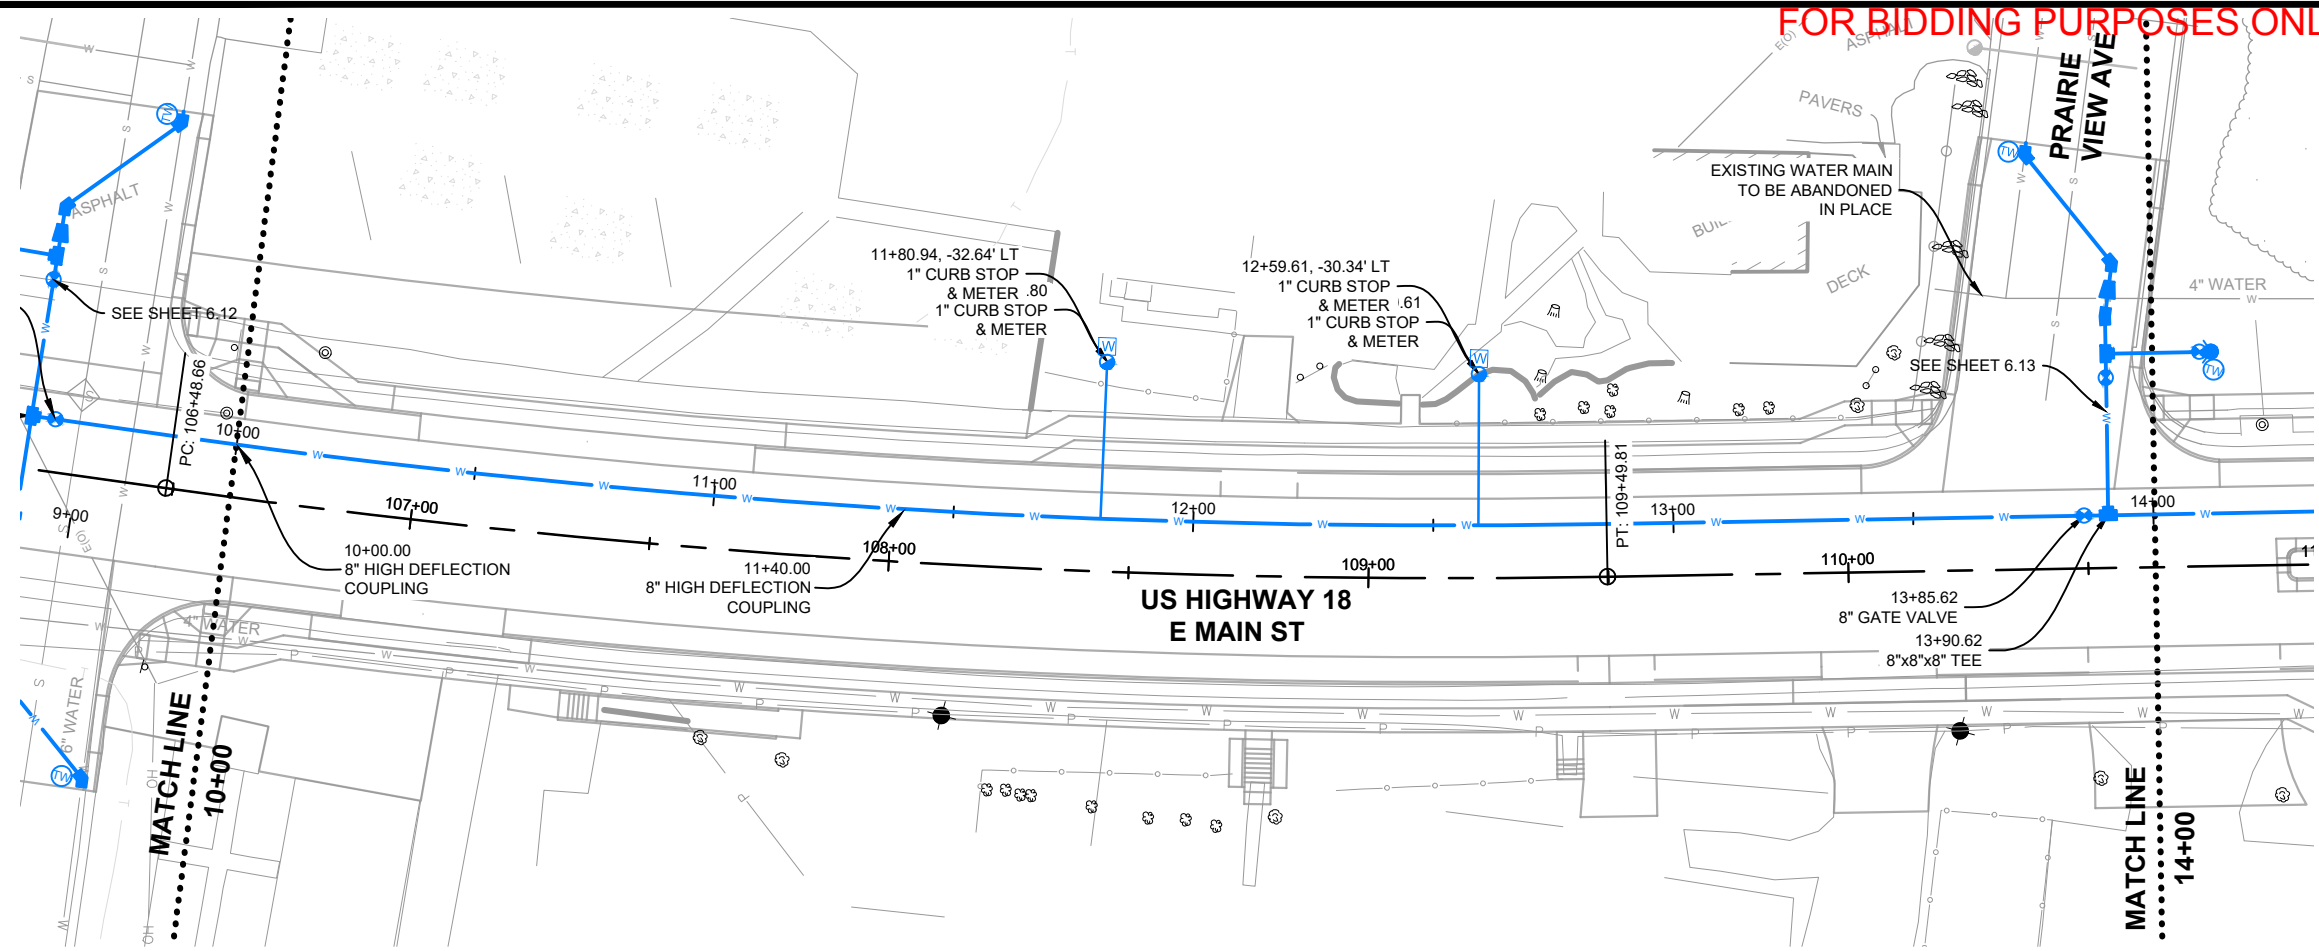 FOR BIDDING PURPOSES ONL
ASPHALT
E(O)
PAVERS
PRAIRIE
VIEW AVE
TW
TW
EXISTING WATER MAIN
TO BE ABANDONED
IN PLACE
ASPHALT
DECK
4" WATER
11+80.94, -32.64' LT
1" CURB STOP
& METER .80
1" CURB STOP
& METER
12+59.61, -30.34' LT
1" CURB STOP
& METER .61
1" CURB STOP
& METER
SEE SHEET 6.12
SEE SHEET 6.13
W
W
TW
PC: 106+48.66
10+00
11+00
12+00
13+00
14+00
9+00
E(O)
107+00
108+00
109+00
110+00
PT: 109+49.81
10+00.00
8" HIGH DEFLECTION
COUPLING
11+40.00
8" HIGH DEFLECTION
COUPLING
US HIGHWAY 18
E MAIN ST
13+85.62
8" GATE VALVE
13+90.62
8"x8"x8" TEE
4" WATER
6" WATER
TW
MATCH LINE
10+00
MATCH LINE
14+00
OH
OH